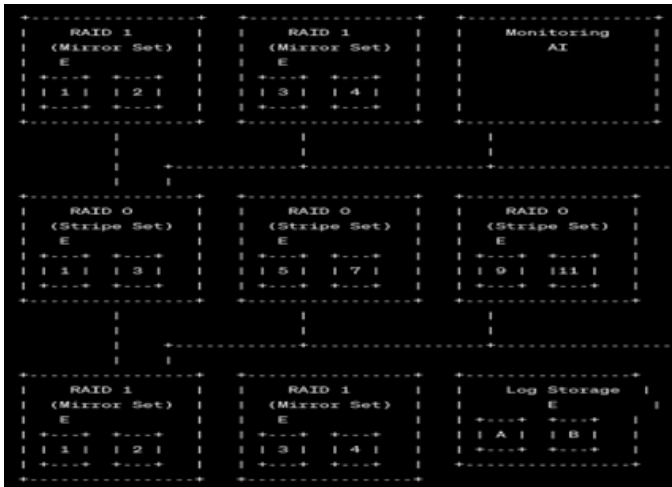 RAID 1
(Mirror Set)
E
1 2
RAID 1
(Mirror Set)
E
3 4
Monitoring
AI
RAID 0
(Stripe Set)
E
1 3
RAID 0
(Stripe Set)
E
5 7
RAID 0
(Stripe Set)
E
9 11
RAID 1
(Mirror Set)
E
1 2
RAID 1
(Mirror Set)
E
3 4
Log Storage
E
A B